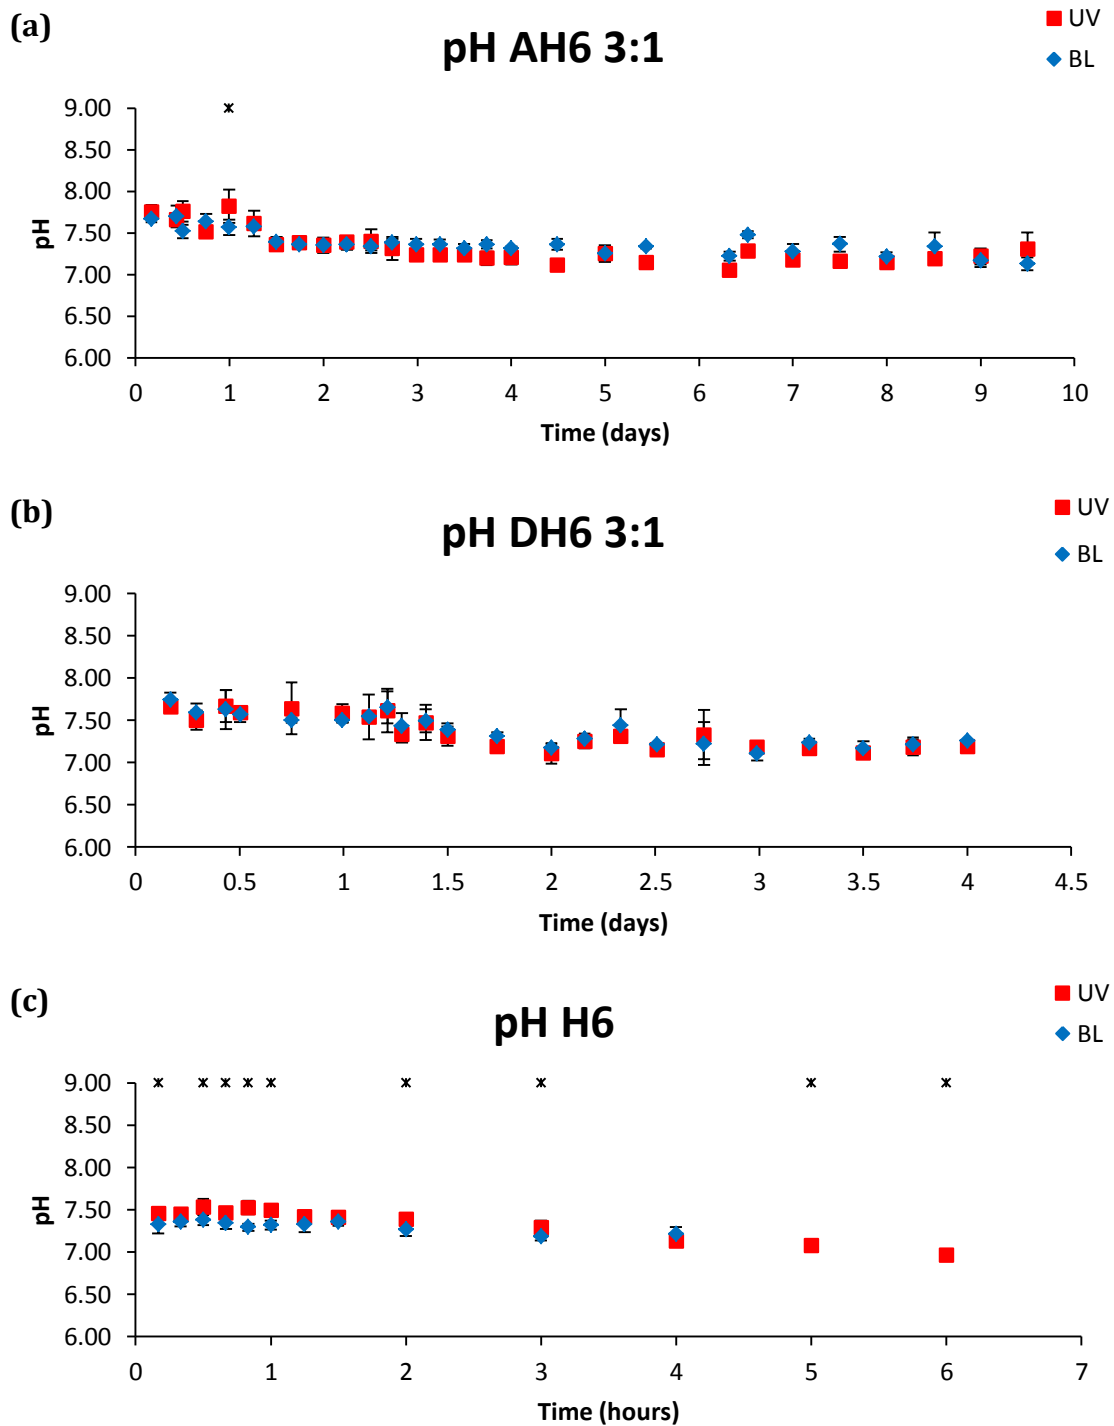 (a)
pH AH6 3:1
UV
BL
9.00
8.50
8.00
7.50
7.00
6.50
6.00
pH
0 1 2 3 4 5 6 7 8 9 10
Time (days)
(b)
pH DH6 3:1
UV
BL
9.00
8.50
8.00
7.50
7.00
6.50
6.00
pH
0 0.5 1 1.5 2 2.5 3 3.5 4 4.5
Time (days)
(c)
pH H6
UV
BL
9.00
8.50
8.00
7.50
7.00
6.50
6.00
pH
0 1 2 3 4 5 6 7
Time (hours)